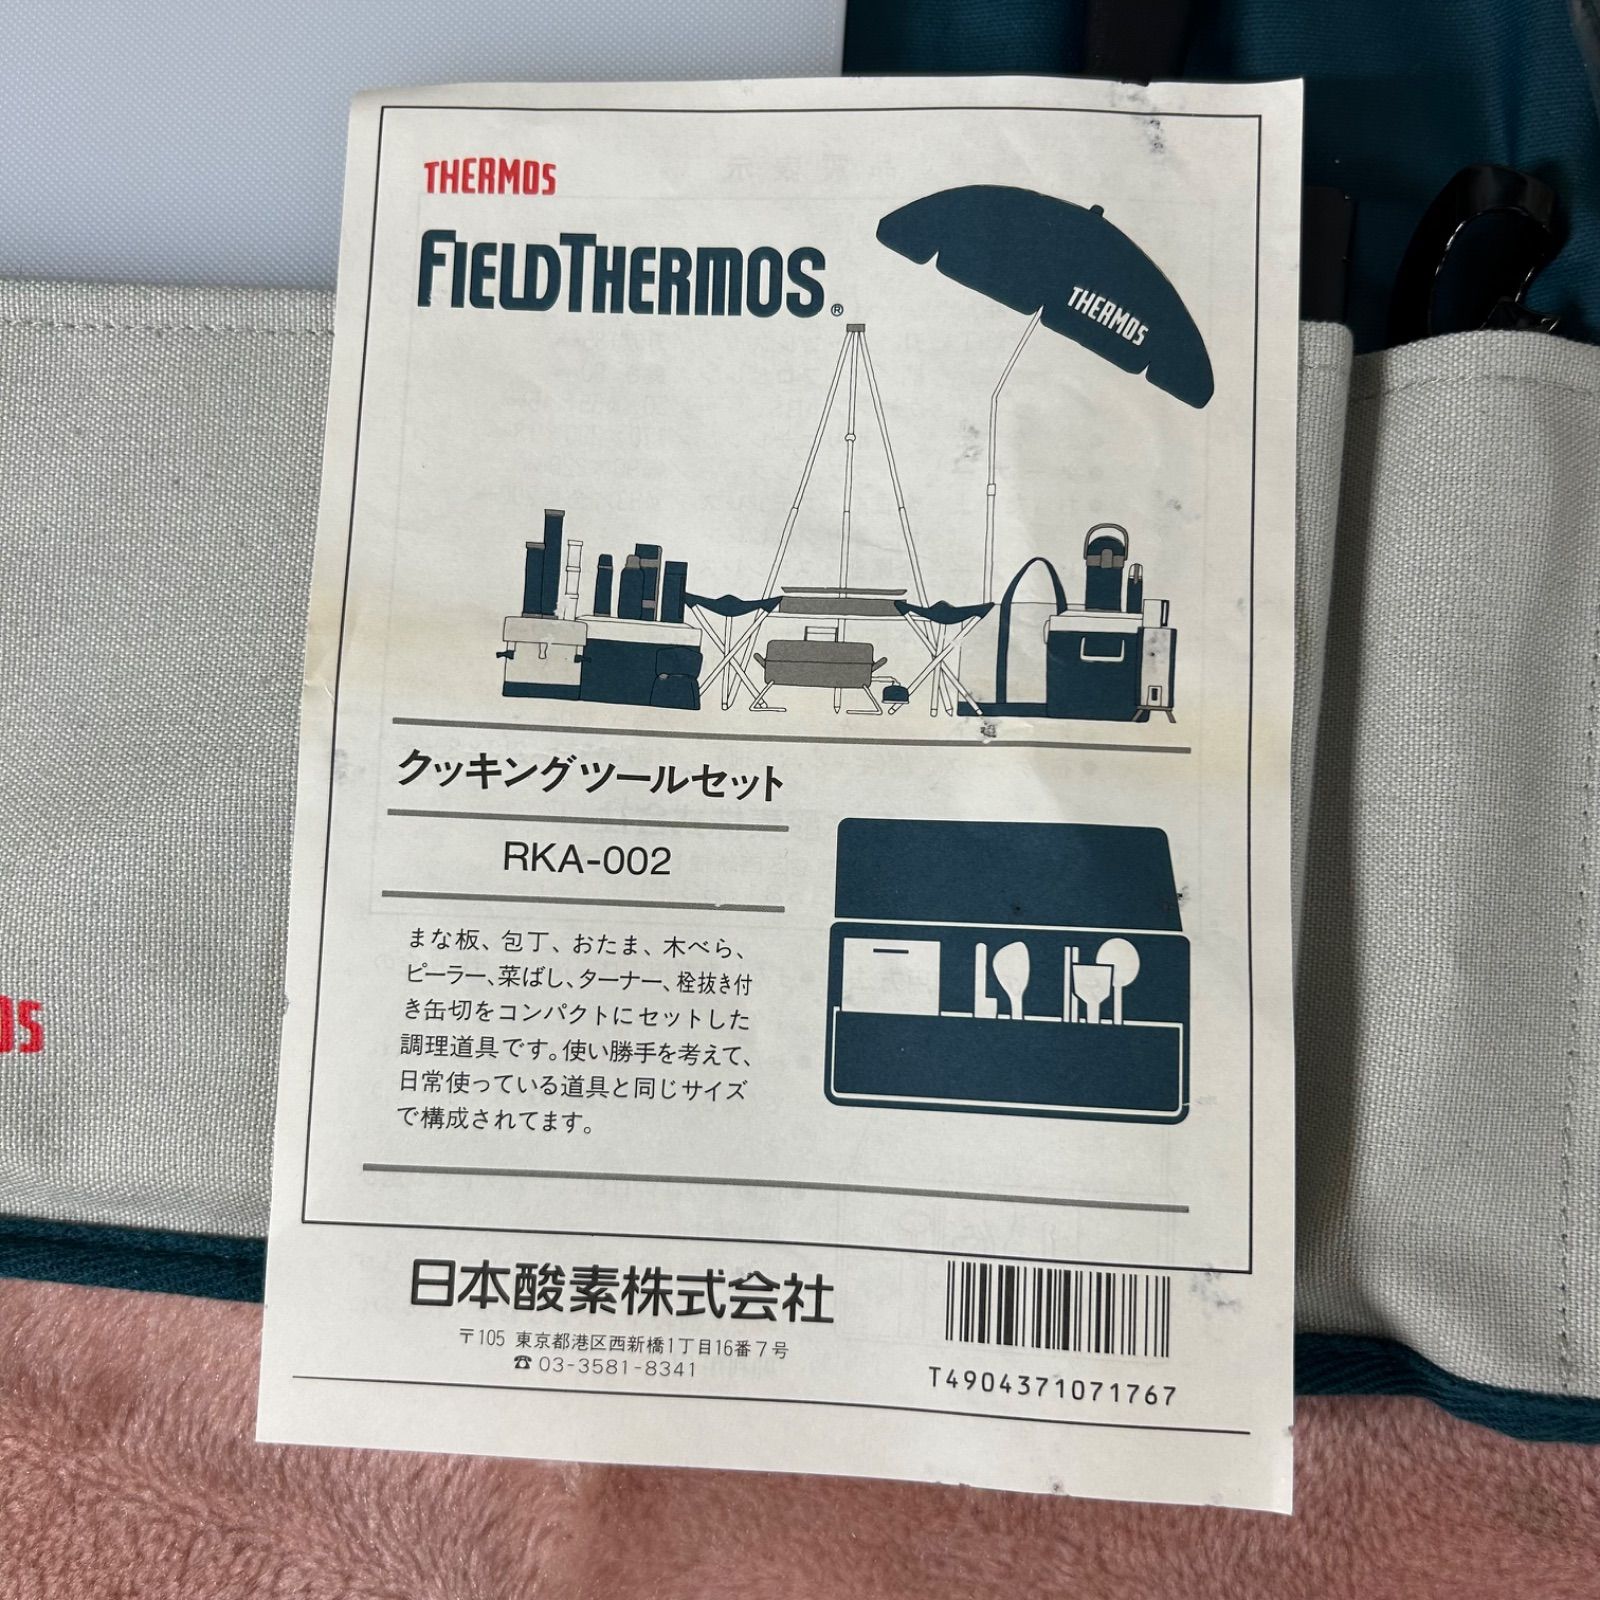 THERMOS
FIELDTHERMOS®
THERMOS
クッキングツールセット
RKA-002
まな板、包丁、おたま、木べら、
ピーラー、菜ばし、ターナー、栓抜き付
き缶切をコンパクトにセットした
調理道具です。使い勝手を考えて、
日常使っている道具と同じサイズ
で構成されてます。
OS
日本酸素株式会社
〒105 東京都港区西新橋1丁目16番7号
☎03-3581-8341
T4904371071767